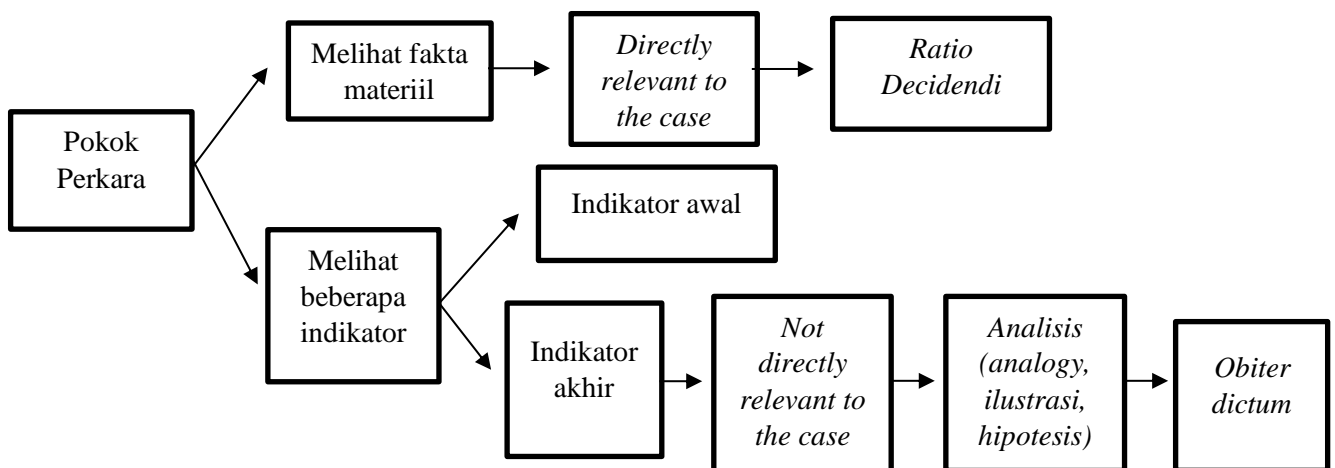 Pokok
Perkara
Melihat fakta
materiil
Directly
relevant to
the case
Ratio
Decidendi
Melihat
beberapa
indikator
Indikator awal
Indikator
akhir
Not
directly
relevant to
the case
Analisis
(analogy,
ilustrasi,
hipotesis)
Obiter
dictum